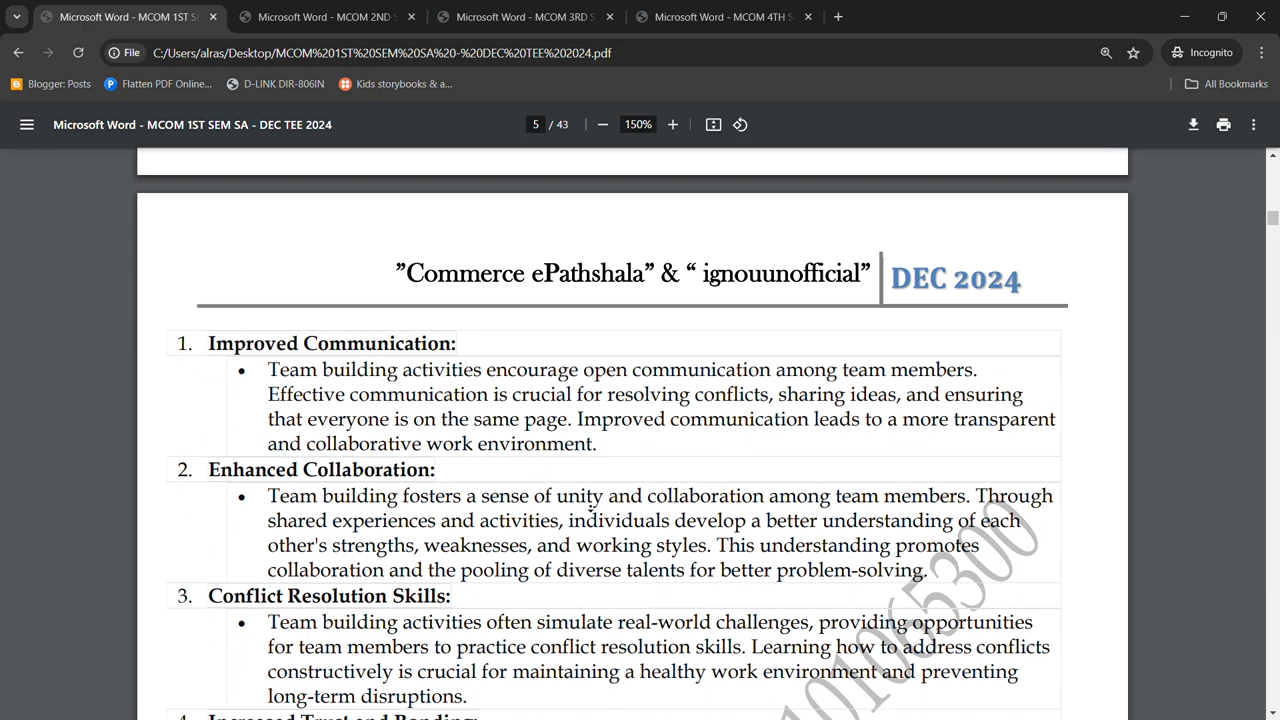 Microsoft Word - MCOM 1ST S
Microsoft Word - MCOM 2ND S
Microsoft Word - MCOM 3RD S
Microsoft Word - MCOM 4TH S
File C:/Users/alras/Desktop/MCOM%201ST%20SEM%20SA%20-%20DEC%20TEE%202024.pdf
Incognito
Blogger: Posts
Flatten PDF Online...
D-LINK DIR-806IN
Kids storybooks & a...
All Bookmarks
Microsoft Word - MCOM 1ST SEM SA - DEC TEE 2024
5 / 43
150%
”Commerce ePathshala” & “ ignouunofficial”
DEC 2024
1. Improved Communication:
• Team building activities encourage open communication among team members.
Effective communication is crucial for resolving conflicts, sharing ideas, and ensuring
that everyone is on the same page. Improved communication leads to a more transparent
and collaborative work environment.
2. Enhanced Collaboration:
• Team building fosters a sense of unity and collaboration among team members. Through
shared experiences and activities, individuals develop a better understanding of each
other's strengths, weaknesses, and working styles. This understanding promotes
collaboration and the pooling of diverse talents for better problem-solving.
3. Conflict Resolution Skills:
• Team building activities often simulate real-world challenges, providing opportunities
for team members to practice conflict resolution skills. Learning how to address conflicts
constructively is crucial for maintaining a healthy work environment and preventing
long-term disruptions.
4. Increased Trust and Bonding: